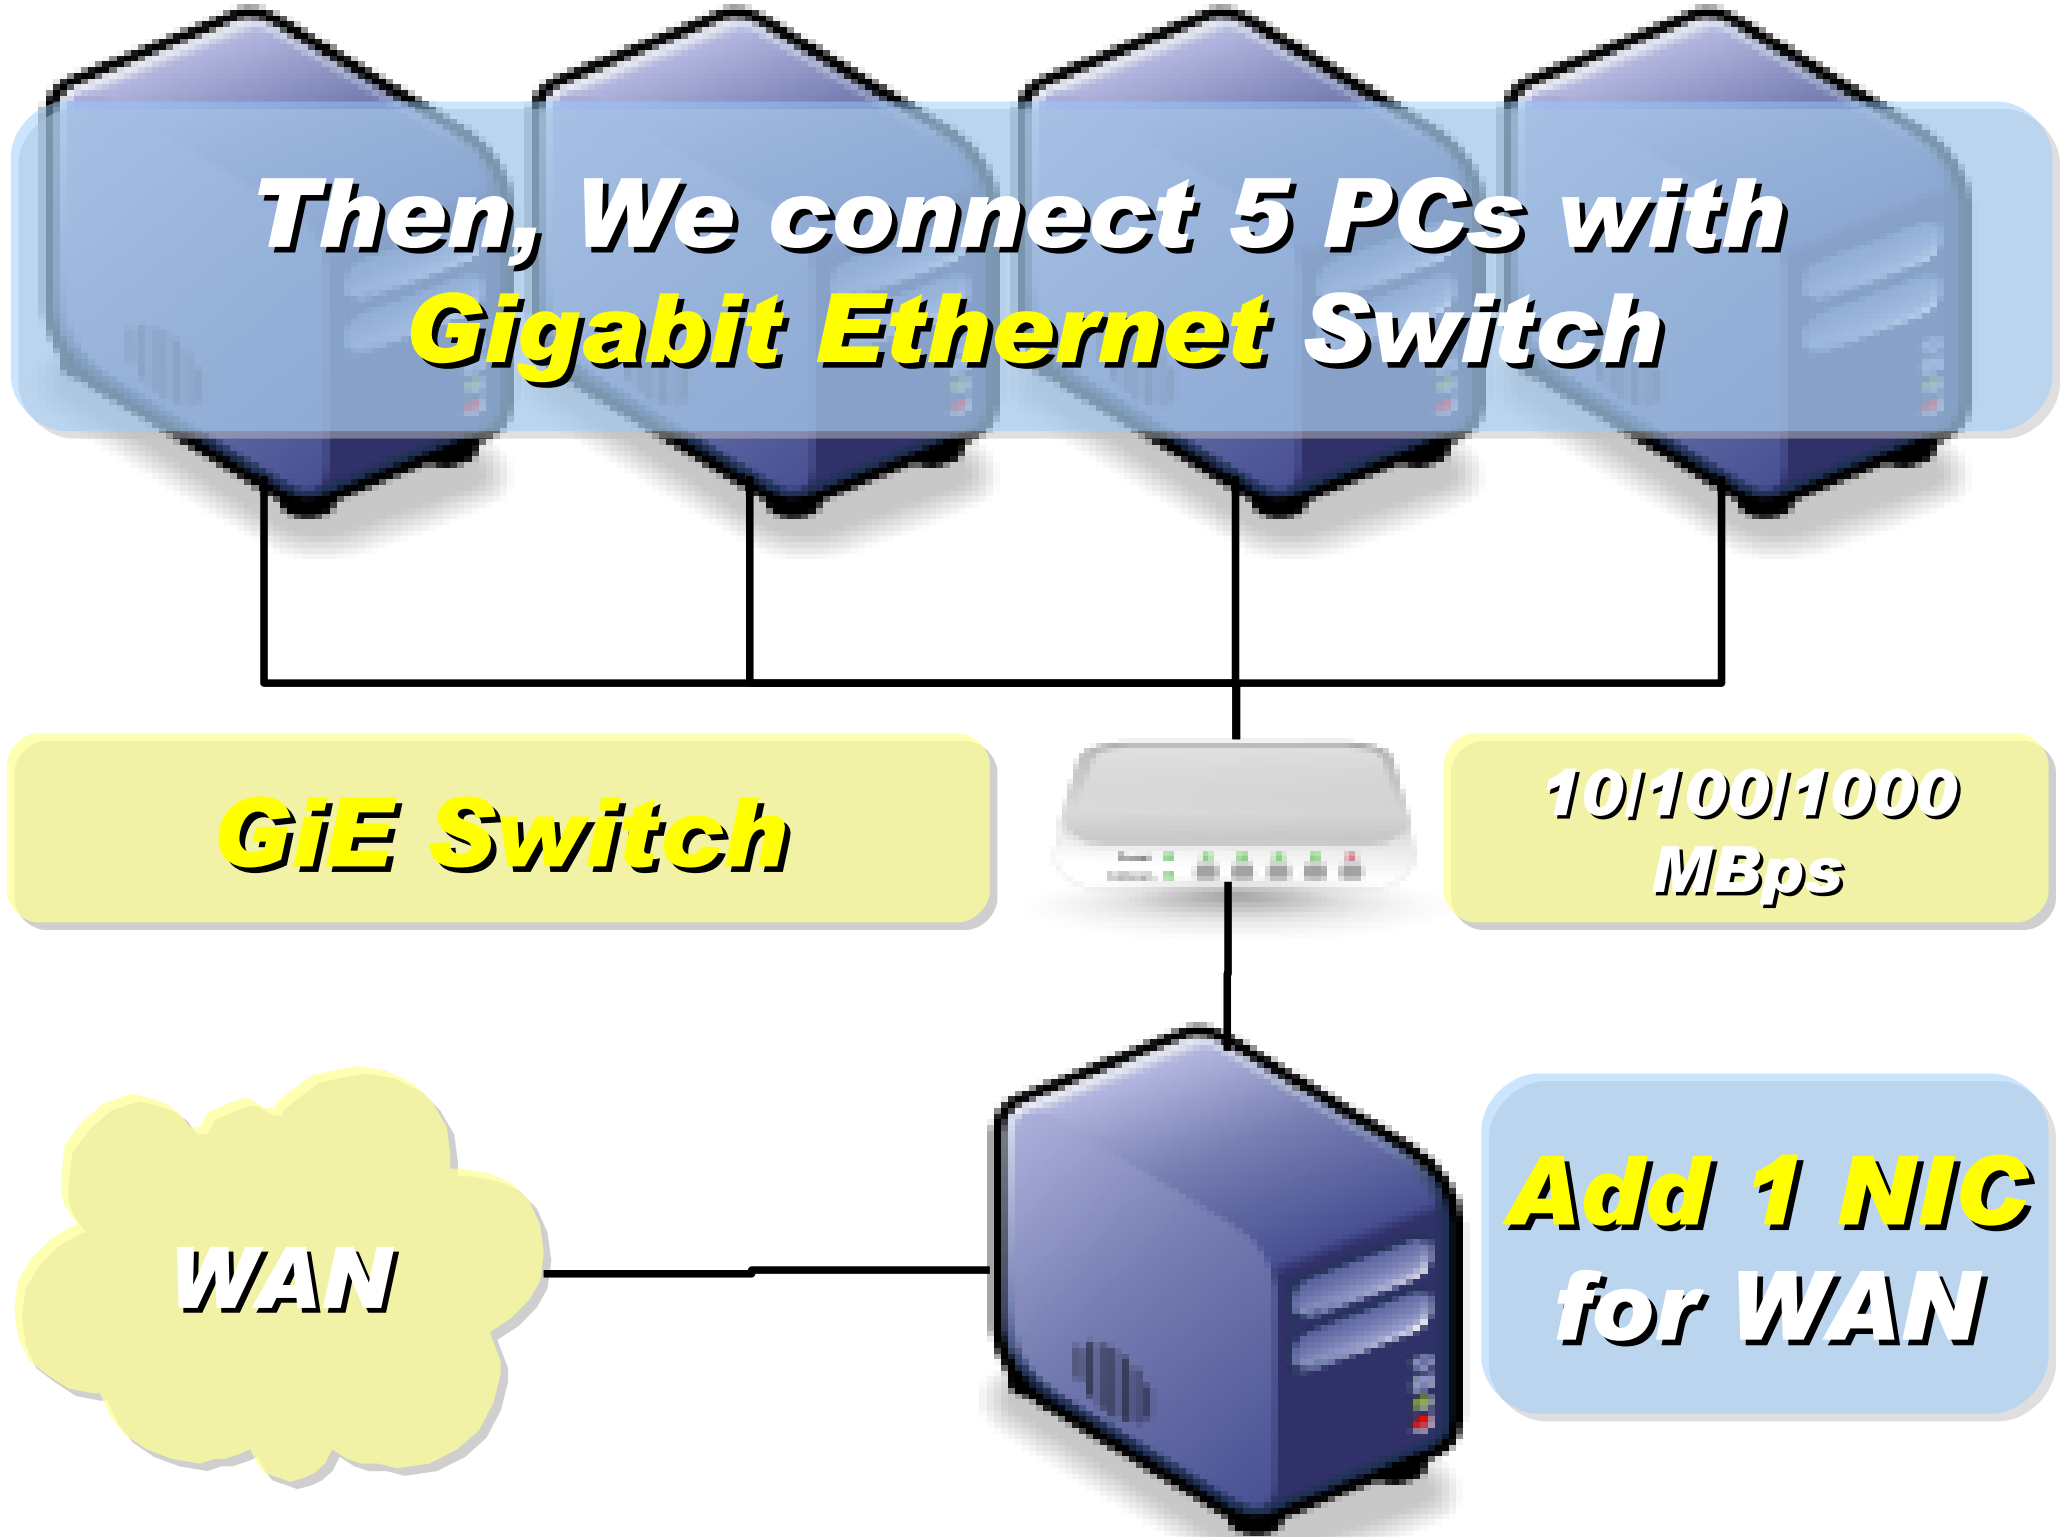 Then, We connect 5 PCs with
Gigabit Ethernet Switch
GiE Switch
10/100/1000
MBps
WAN
Add 1 NIC
for WAN